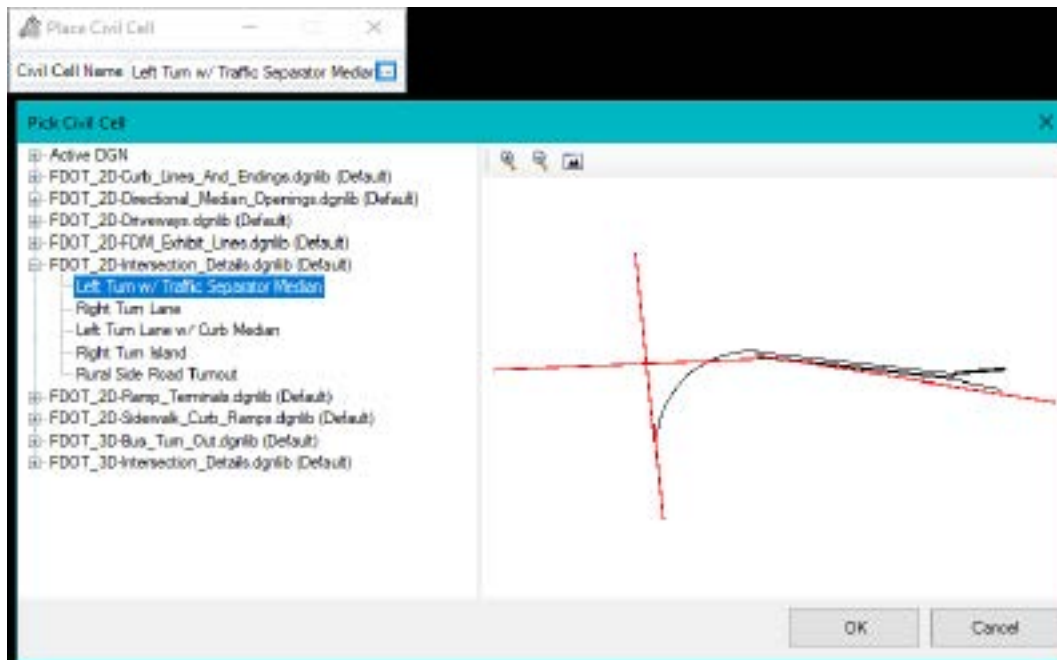 Place Civil Cell
Civil Cell Name Left Turn w/ Traffic Separator Median
Pick Civil Cell
Active DGN
FDOT_2D-Curb_Lines_And_Endings.dgnlib (Default)
FDOT_2D-Directional_Median_Openings.dgnlib (Default)
FDOT_2D-Driveways.dgnlib (Default)
FDOT_2D-FDM_Exhibit_Lines.dgnlib (Default)
FDOT_2D-Intersection_Details.dgnlib (Default)
Left Turn w/ Traffic Separator Median
Right Turn Lane
Left Turn Lane w/ Curb Median
Right Turn Island
Rural Side Road Turnout
FDOT_2D-Ramp_Terminals.dgnlib (Default)
FDOT_2D-Sidewalk_Curb_Ramps.dgnlib (Default)
FDOT_3D-Bus_Turn_Out.dgnlib (Default)
FDOT_3D-Intersection_Details.dgnlib (Default)
OK Cancel